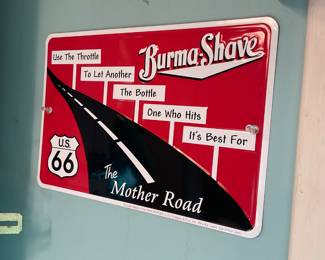 Burma-Shave
Use The Throttle
To Let Another
The Bottle
One Who Hits
It's Best For
U.S.
66
The
Mother Road